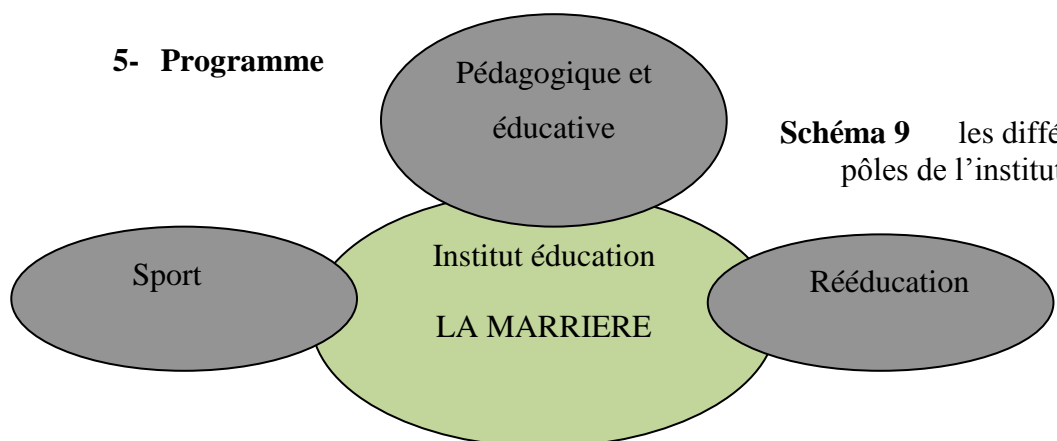 5- Programme
Pédagogique et
éducative
Schéma 9 les diffé
pôles de l’institut
Sport
Institut éducation
LA MARRIERE
Rééducation